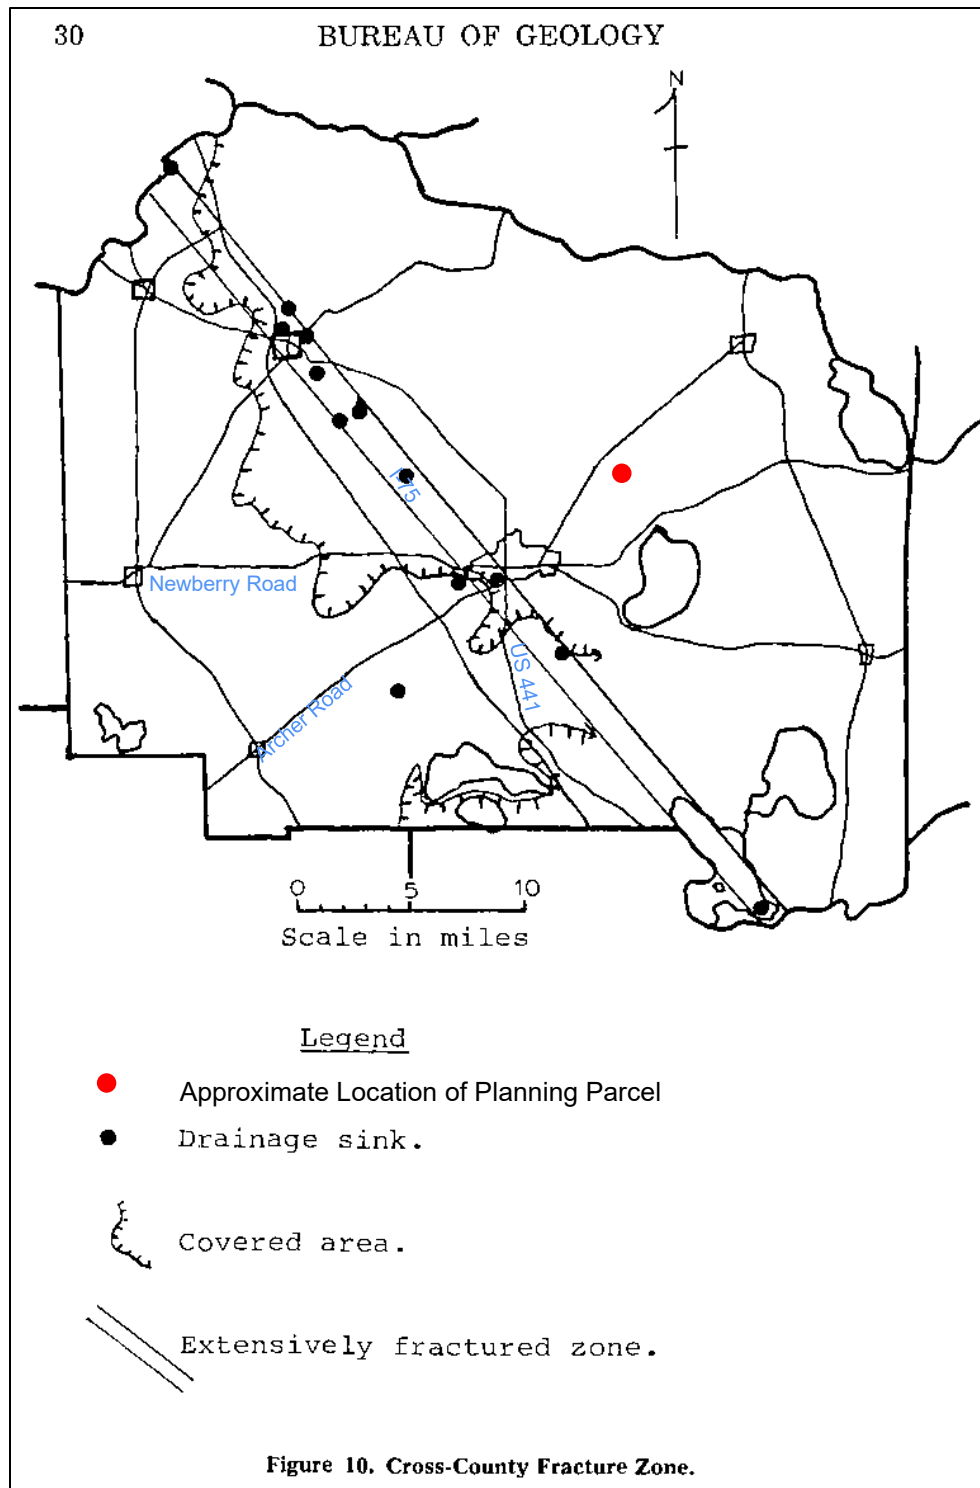 30 BUREAU OF GEOLOGY
N
I-75
Newberry Road
US 441
Archer Road
0 5 10
Scale in miles
Legend
Approximate Location of Planning Parcel
Drainage sink.
Covered area.
Extensively fractured zone.
Figure 10. Cross-County Fracture Zone.